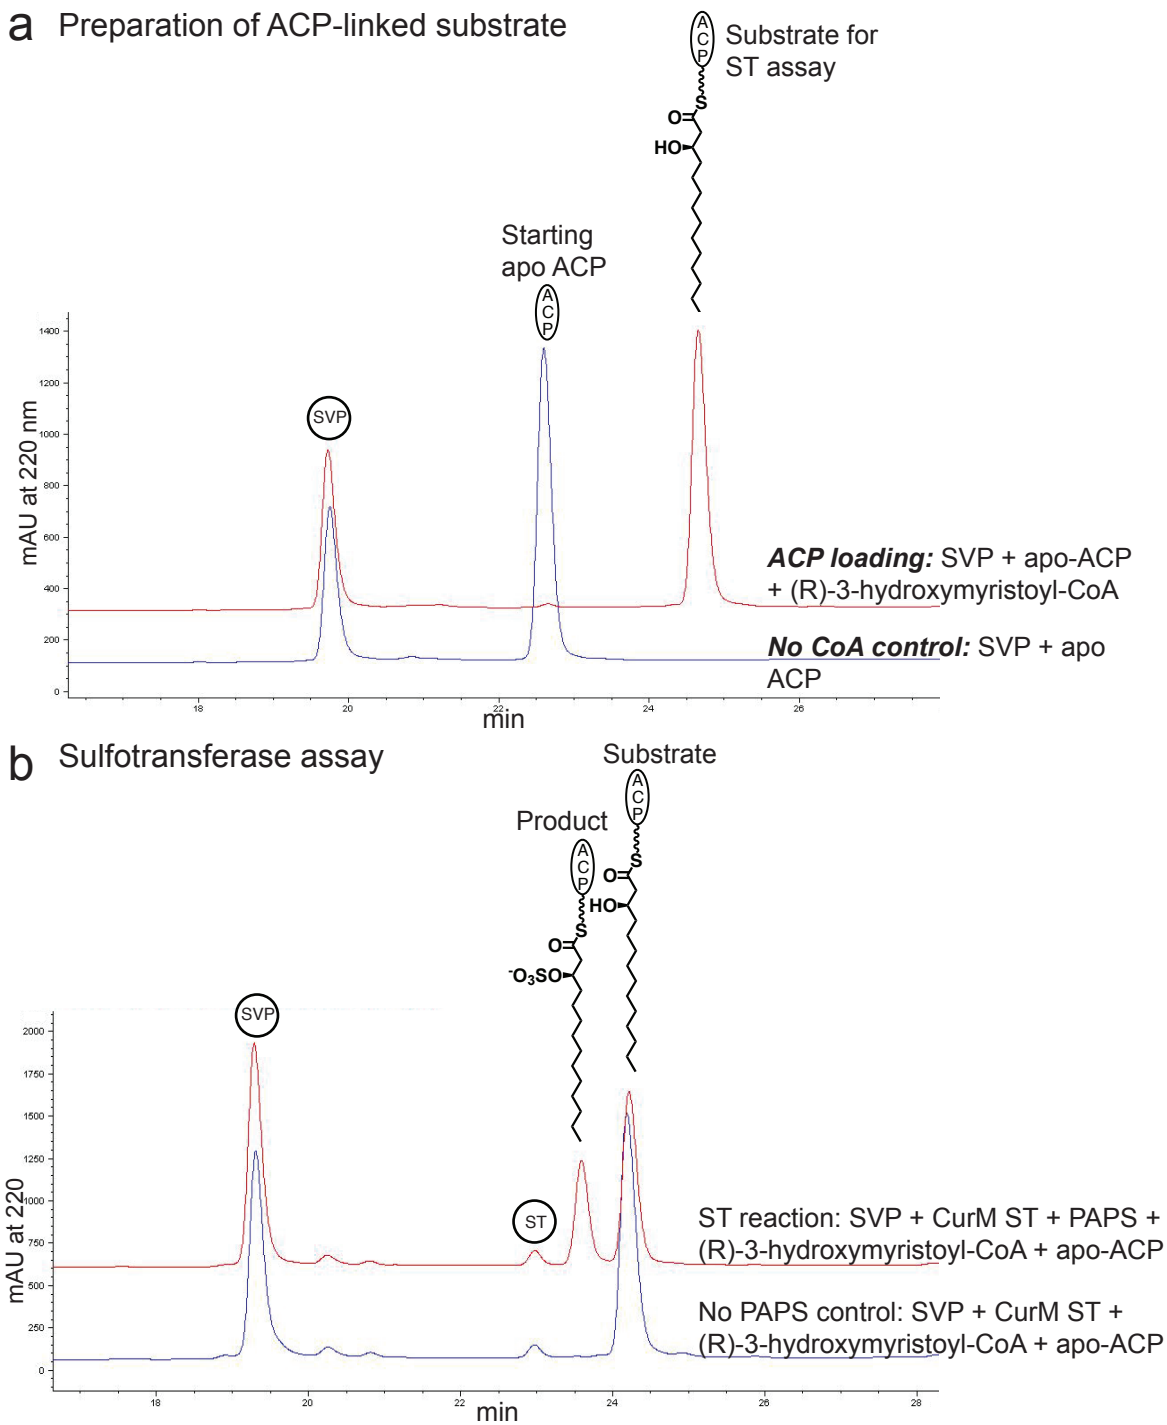 a Preparation of ACP-linked substrate
A
C
P
Substrate for
ST assay
S
O
HO
Starting
apo ACP
A
C
P
SVP
mAU at 220 nm
1400
1200
1000
800
600
400
200
0
ACP loading: SVP + apo-ACP
+ (R)-3-hydroxymyristoyl-CoA
No CoA control: SVP + apo
ACP
18 20 22 24 26
min
b Sulfotransferase assay
Substrate
A
C
P
Product
A
C
P
S
O
HO
S
O
⁻O₃SO
SVP
ST
mAU at 220
2000
1750
1500
1250
1000
750
500
250
0
ST reaction: SVP + CurM ST + PAPS +
(R)-3-hydroxymyristoyl-CoA + apo-ACP
No PAPS control: SVP + CurM ST +
(R)-3-hydroxymyristoyl-CoA + apo-ACP
18 20 22 24 26 28
min